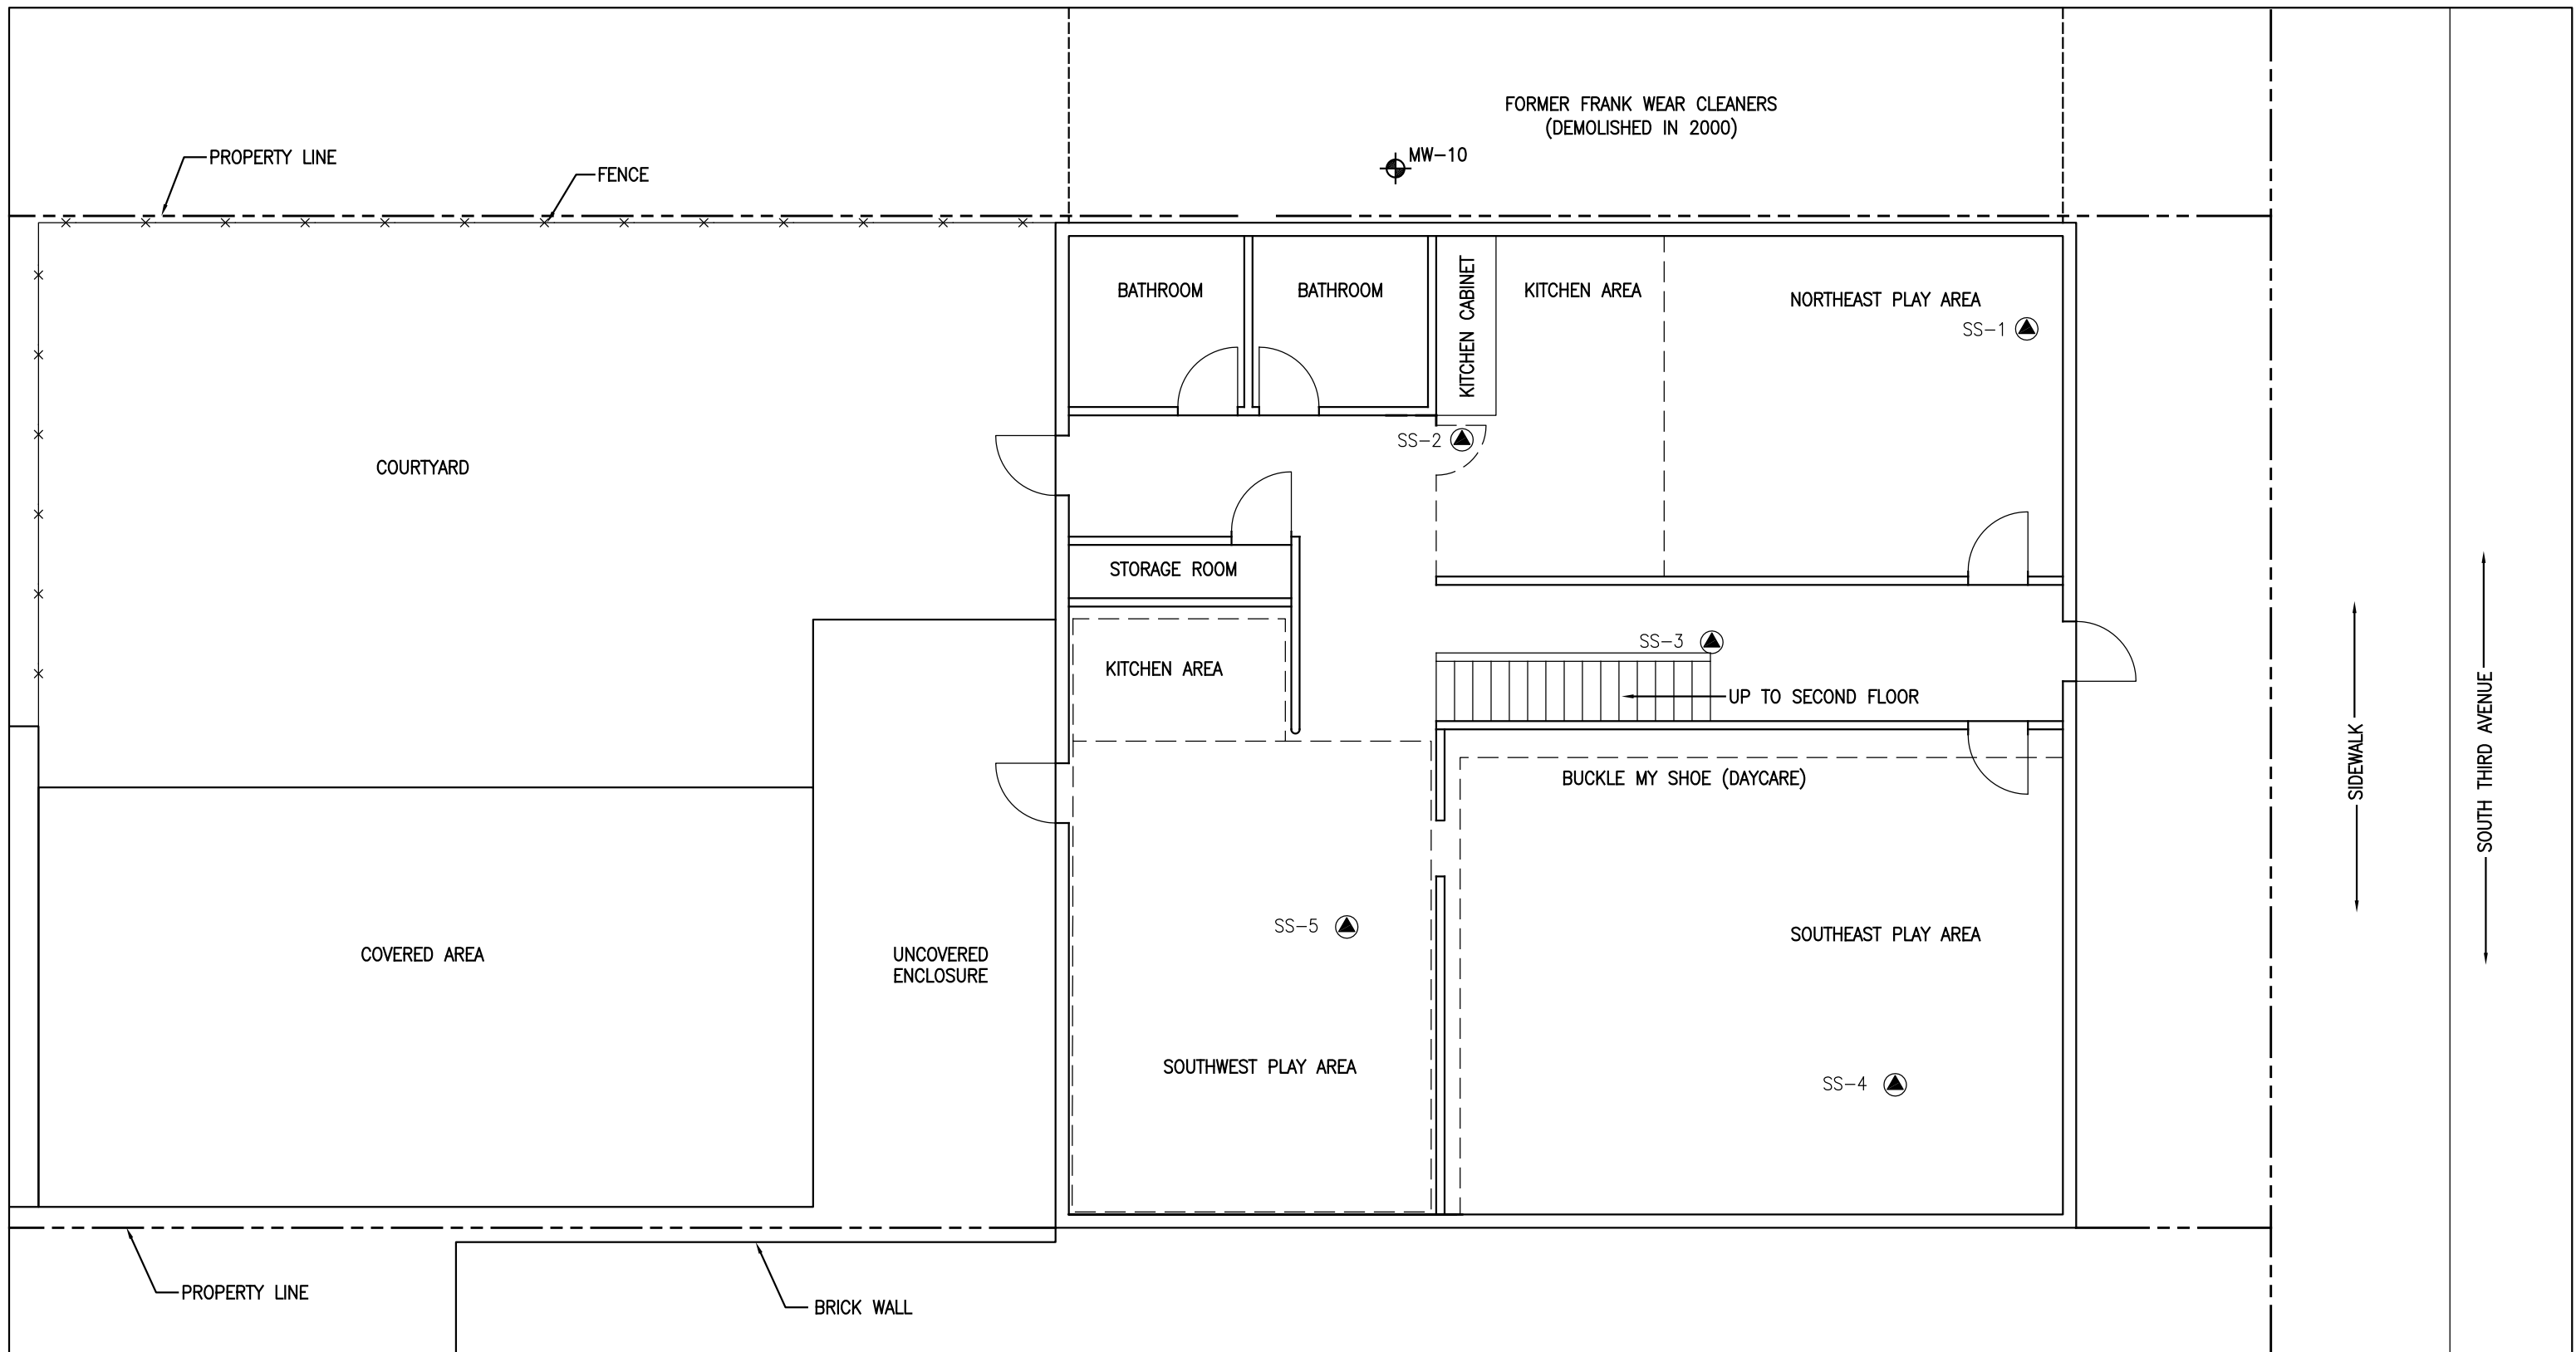 FORMER FRANK WEAR CLEANERS
(DEMOLISHED IN 2000)
MW-10
PROPERTY LINE
FENCE
BATHROOM
BATHROOM
KITCHEN CABINET
KITCHEN AREA
NORTHEAST PLAY AREA
SS-1
SS-2
COURTYARD
STORAGE ROOM
SS-3
KITCHEN AREA
UP TO SECOND FLOOR
SIDEWALK
SOUTH THIRD AVENUE
BUCKLE MY SHOE (DAYCARE)
SS-5
SOUTHEAST PLAY AREA
COVERED AREA
UNCOVERED
ENCLOSURE
SOUTHWEST PLAY AREA
SS-4
PROPERTY LINE
BRICK WALL